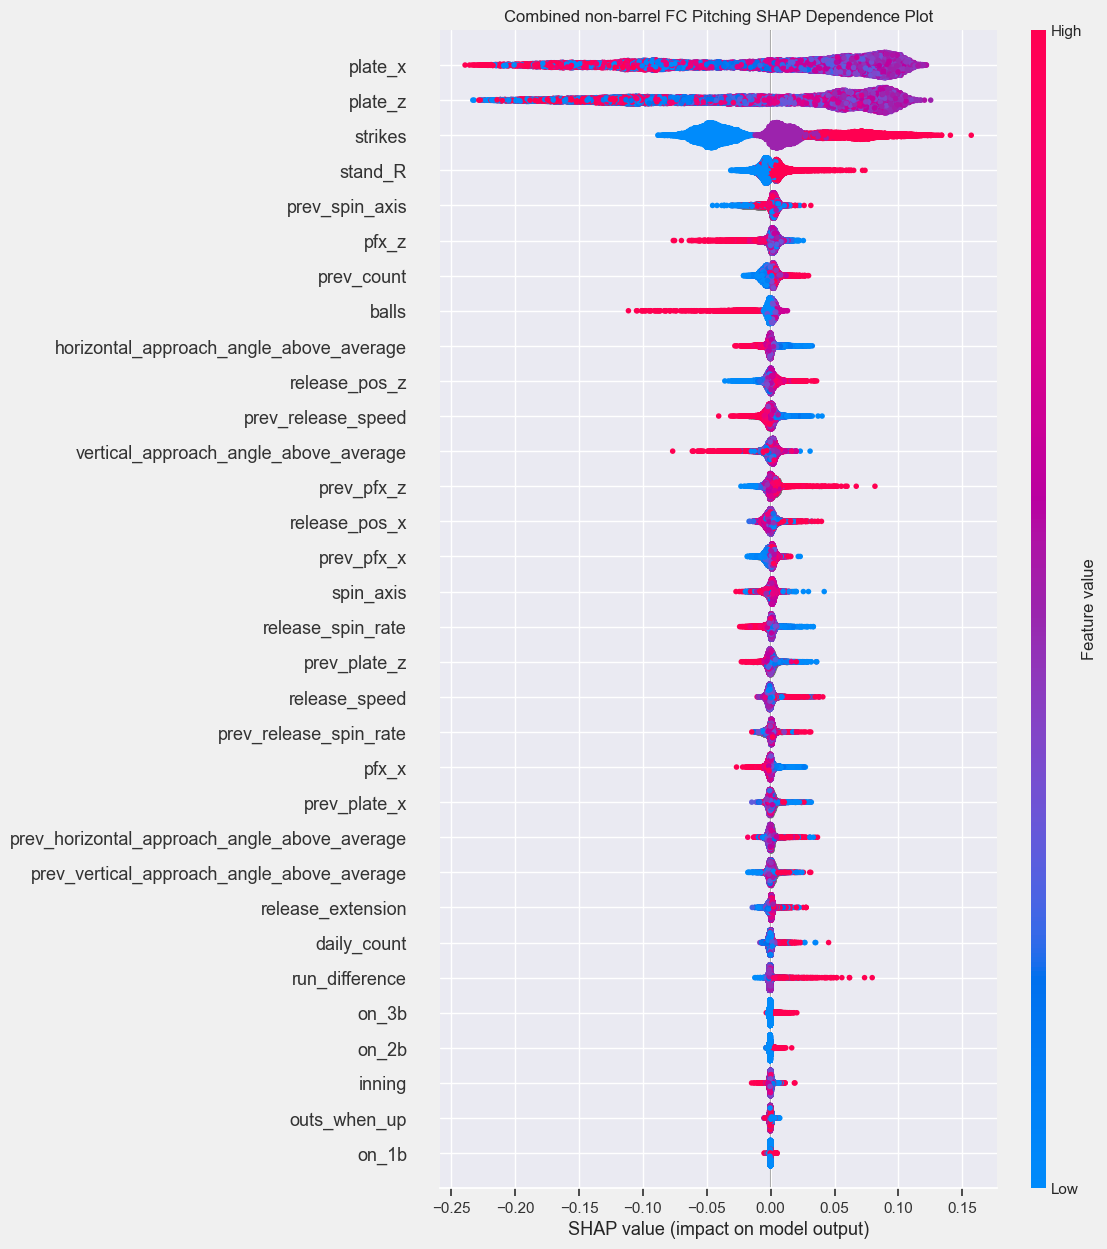 Combined non-barrel FC Pitching SHAP Dependence Plot
High
plate_x
plate_z
strikes
stand_R
prev_spin_axis
pfx_z
prev_count
balls
horizontal_approach_angle_above_average
release_pos_z
prev_release_speed
vertical_approach_angle_above_average
prev_pfx_z
release_pos_x
prev_pfx_x
spin_axis
release_spin_rate
prev_plate_z
release_speed
prev_release_spin_rate
pfx_x
prev_plate_x
prev_horizontal_approach_angle_above_average
prev_vertical_approach_angle_above_average
release_extension
daily_count
run_difference
on_3b
on_2b
inning
outs_when_up
on_1b
Feature value
Low
−0.25 −0.20 −0.15 −0.10 −0.05 0.00 0.05 0.10 0.15
SHAP value (impact on model output)